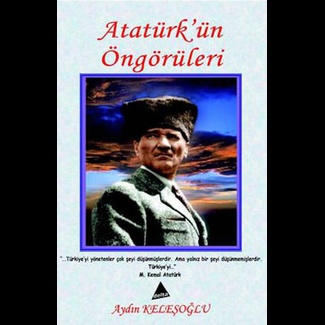 Atatürk'ün
Öngörüleri
"..Türkiye'yi yönetenler çok şeyi düşünmüşlerdir. Ama yalnız bir şeyi düşünmemişlerdir.
Türkiye'yi.."
M. Kemal Atatürk
delta
Aydın KELEŞOĞLU